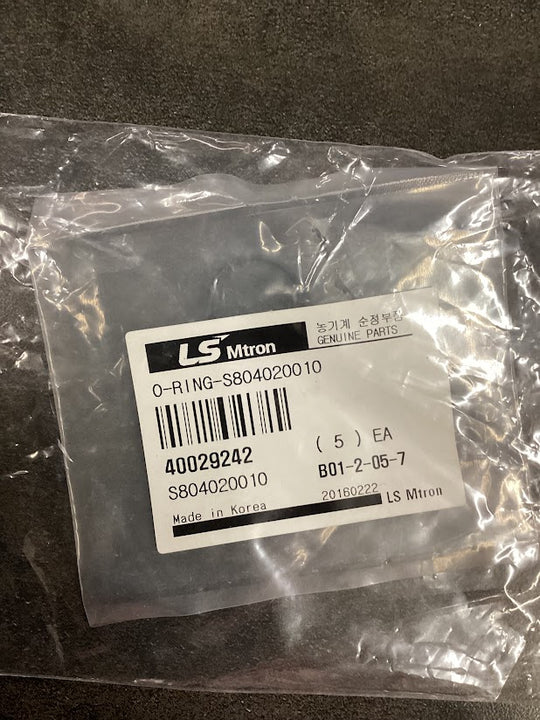 LS Mtron
농기계 순정부품
GENUINE PARTS
O-RING-S804020010
40029242
( 5 ) EA
S804020010
B01-2-05-7
Made in Korea
20160222
LS Mtron